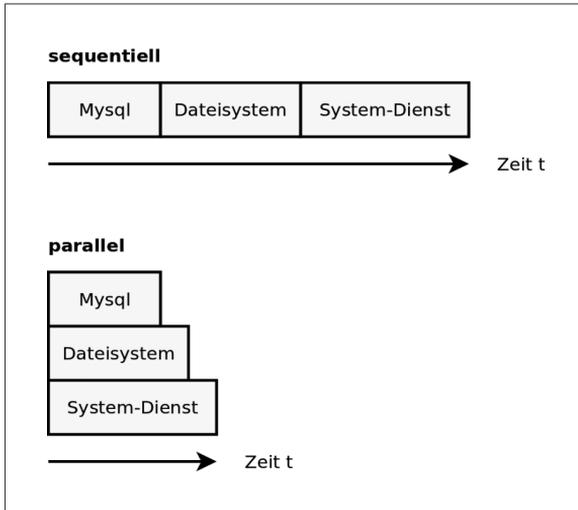 sequentiell
Mysql Dateisystem System-Dienst
Zeit t
parallel
Mysql
Dateisystem
System-Dienst
Zeit t